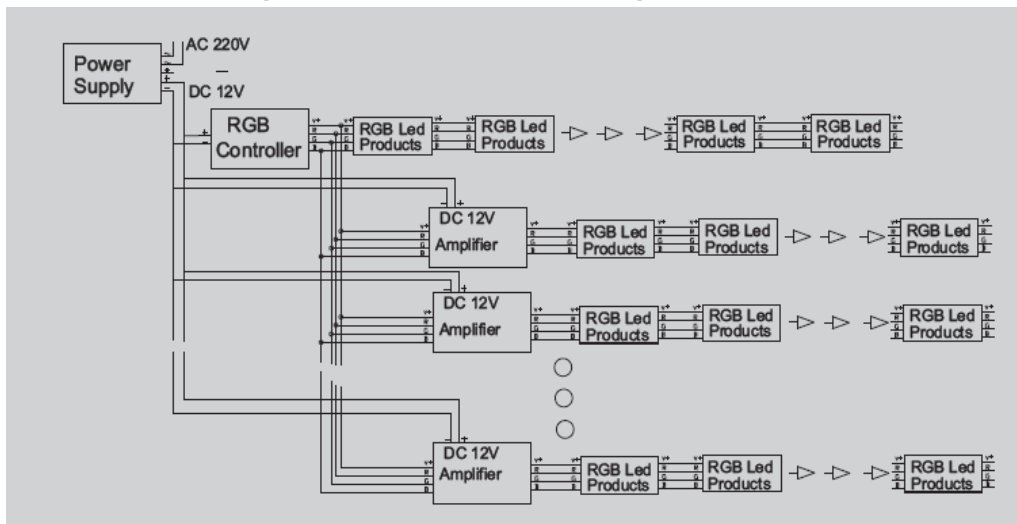 AC 220V
Power
Supply
DC 12V
RGB
Controller
RGB Led
Products
RGB Led
Products
RGB Led
Products
RGB Led
Products
DC 12V
Amplifier
RGB Led
Products
RGB Led
Products
RGB Led
Products
DC 12V
Amplifier
RGB Led
Products
RGB Led
Products
RGB Led
Products
DC 12V
Amplifier
RGB Led
Products
RGB Led
Products
RGB Led
Products